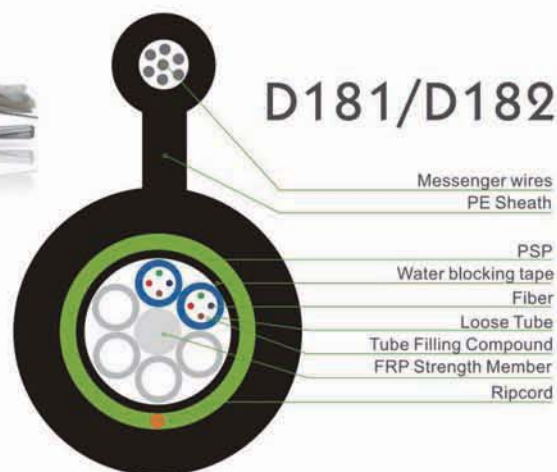 D181/D182
Messenger wires
PE Sheath
PSP
Water blocking tape
Fiber
Loose Tube
Tube Filling Compound
FRP Strength Member
Ripcord